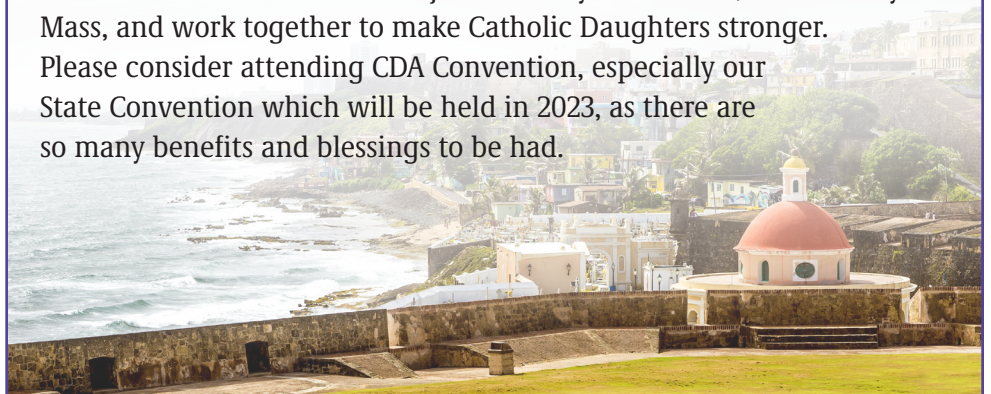 Mass, and work together to make Catholic Daughters stronger.
Please consider attending CDA Convention, especially our
State Convention which will be held in 2023, as there are
so many benefits and blessings to be had.